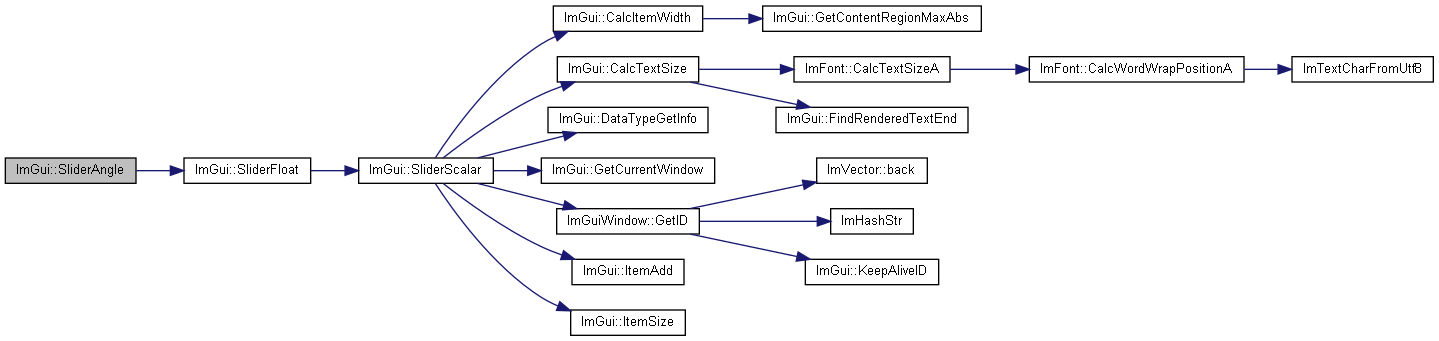 ImGui::CalcItemWidth
ImGui::GetContentRegionMaxAbs
ImGui::CalcTextSize
ImFont::CalcTextSizeA
ImFont::CalcWordWrapPositionA
ImTextCharFromUtf8
ImGui::DataTypeGetInfo
ImGui::FindRenderedTextEnd
ImGui::SliderAngle
ImGui::SliderFloat
ImGui::SliderScalar
ImGui::GetCurrentWindow
ImVector::back
ImGuiWindow::GetID
ImHashStr
ImGui::ItemAdd
ImGui::KeepAliveID
ImGui::ItemSize